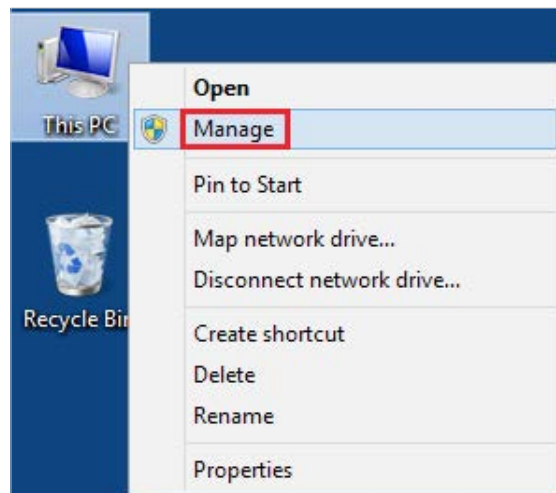 This PC
Open
Manage
Pin to Start
Map network drive...
Disconnect network drive...
Recycle Bin
Create shortcut
Delete
Rename
Properties